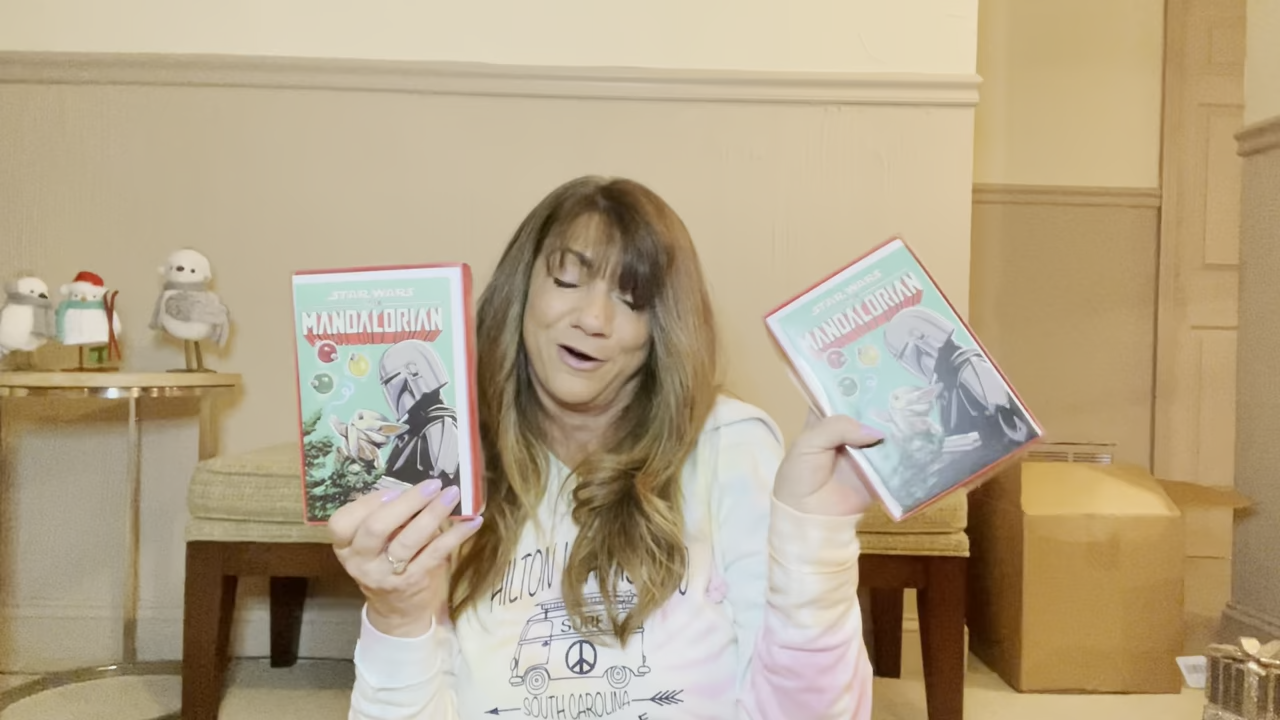 STAR WARS
MANDALORIAN
STAR WARS
MANDALORIAN
HILTON
SURF
SOUTH CAROLINA